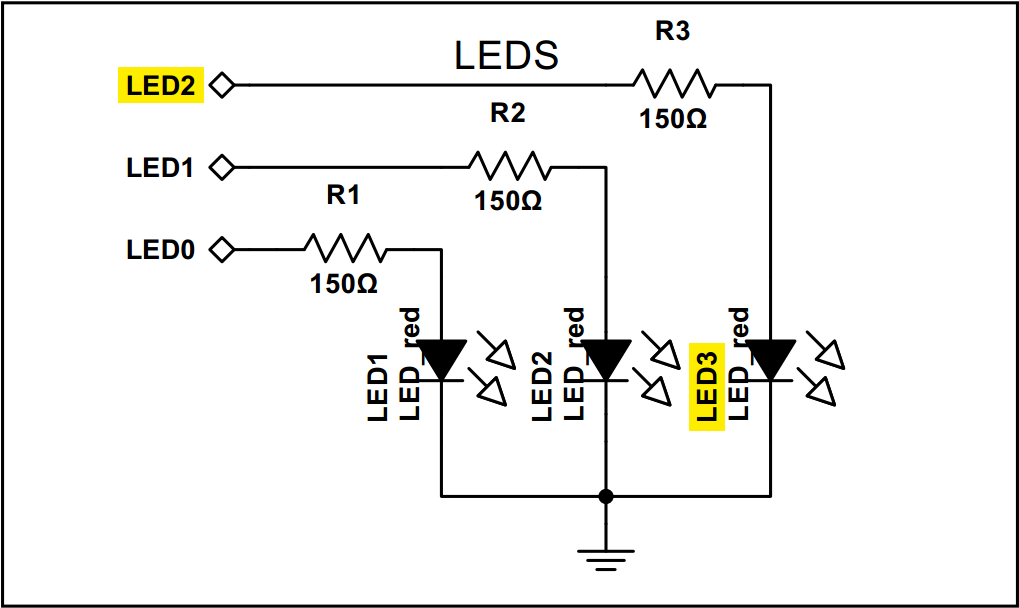 LEDS
R3
LED2
150Ω
R2
LED1
150Ω
R1
LED0
150Ω
LED1
LED_red
LED2
LED_red
LED3
LED_red